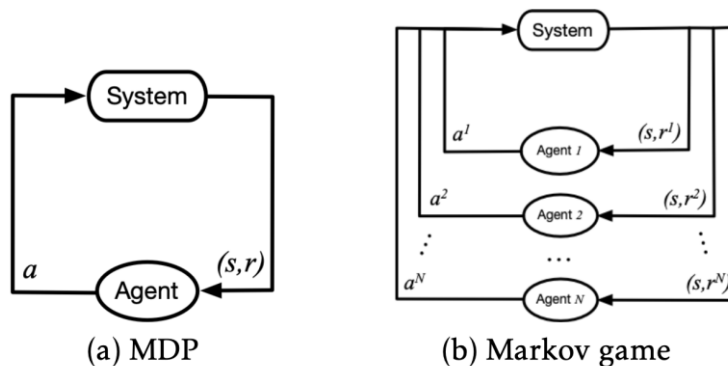 System
a
(s,r)
Agent
(a) MDP
System
a¹
(s,r¹)
Agent 1
a²
(s,r²)
Agent 2
⋮
...
⋮
aᴺ
(s,rᴺ)
Agent N
(b) Markov game